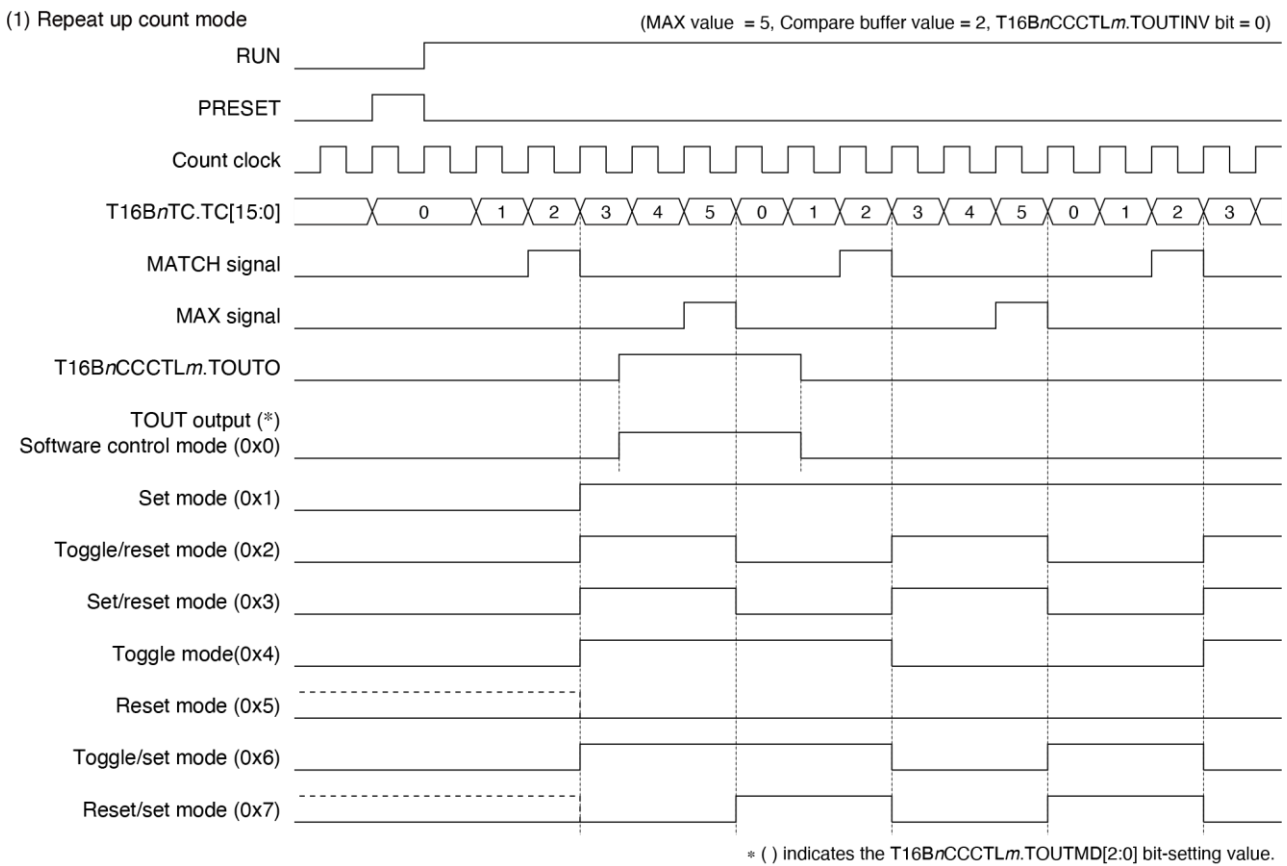 (1) Repeat up count mode
(MAX value = 5, Compare buffer value = 2, T16BnCCCTLm.TOUTINV bit = 0)
RUN
PRESET
Count clock
T16BnTC.TC[15:0] 0 1 2 3 4 5 0 1 2 3 4 5 0 1 2 3
MATCH signal
MAX signal
T16BnCCCTLm.TOUTO
TOUT output (*)
Software control mode (0x0)
Set mode (0x1)
Toggle/reset mode (0x2)
Set/reset mode (0x3)
Toggle mode(0x4)
Reset mode (0x5)
Toggle/set mode (0x6)
Reset/set mode (0x7)
* ( ) indicates the T16BnCCCTLm.TOUTMD[2:0] bit-setting value.